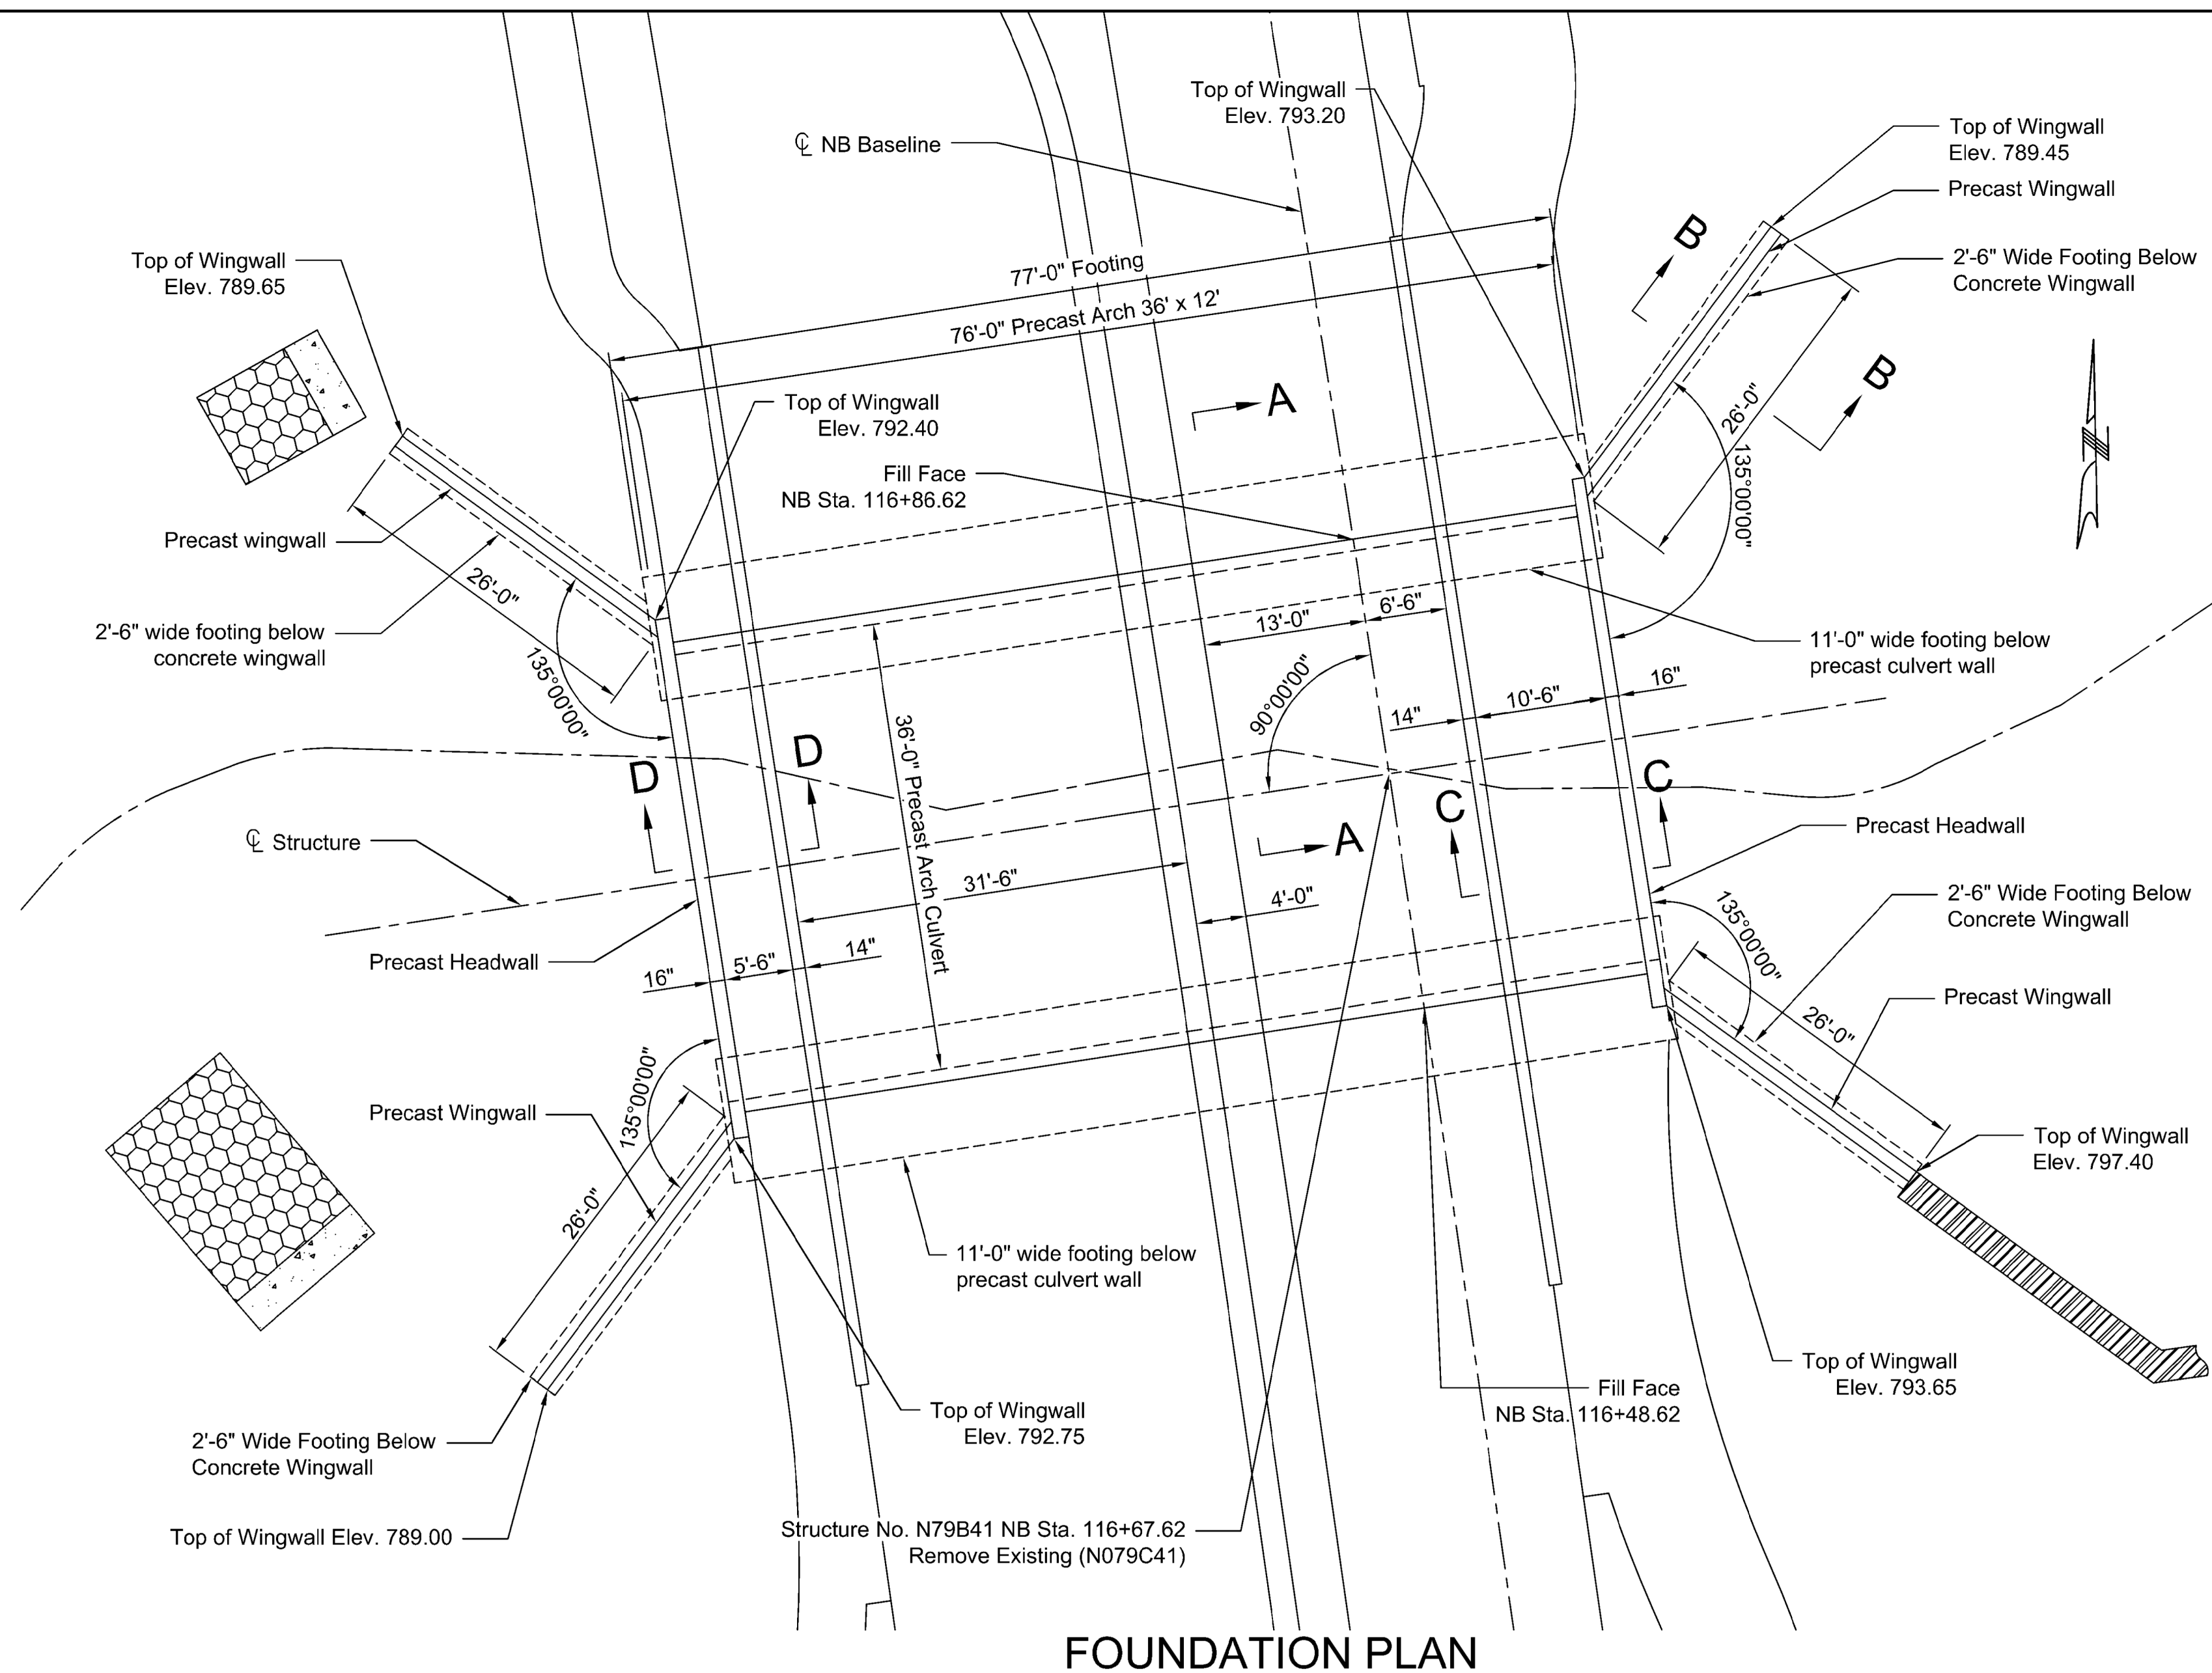 Top of Wingwall
Elev. 793.20
℄ NB Baseline
Top of Wingwall
Elev. 789.45
Precast Wingwall
2'-6" Wide Footing Below
Concrete Wingwall
B
B
Top of Wingwall
Elev. 789.65
77'-0" Footing
76'-0" Precast Arch 36' x 12'
A
Top of Wingwall
Elev. 792.40
Fill Face
NB Sta. 116+86.62
26'-0"
135°00'00"
N
Precast wingwall
26'-0"
2'-6" wide footing below
concrete wingwall
135°00'00"
13'-0"
6'-6"
11'-0" wide footing below
precast culvert wall
90°00'00"
14"
10'-6"
16"
D
D
36'-0" Precast Arch Culvert
C
C
A
℄ Structure
Precast Headwall
31'-6"
4'-0"
2'-6" Wide Footing Below
Concrete Wingwall
135°00'00"
Precast Headwall
16"
5'-6"
14"
Precast Wingwall
26'-0"
Precast Wingwall
135°00'00"
26'-0"
Top of Wingwall
Elev. 797.40
11'-0" wide footing below
precast culvert wall
Top of Wingwall
Elev. 793.65
Fill Face
NB Sta. 116+48.62
Top of Wingwall
Elev. 792.75
2'-6" Wide Footing Below
Concrete Wingwall
Top of Wingwall Elev. 789.00
Structure No. N79B41 NB Sta. 116+67.62
Remove Existing (N079C41)
FOUNDATION PLAN